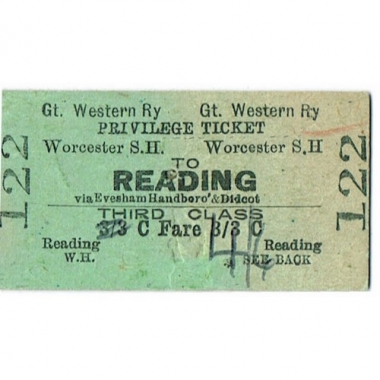 Gt. Western Ry Gt. Western Ry
PRIVILEGE TICKET
Worcester S.H. Worcester S.H
TO
READING
via Evesham Handboro' & Didcot
THIRD CLASS
3/3 C Fare 3/3 C
4/6
Reading Reading
W.H. SEE BACK
122 122